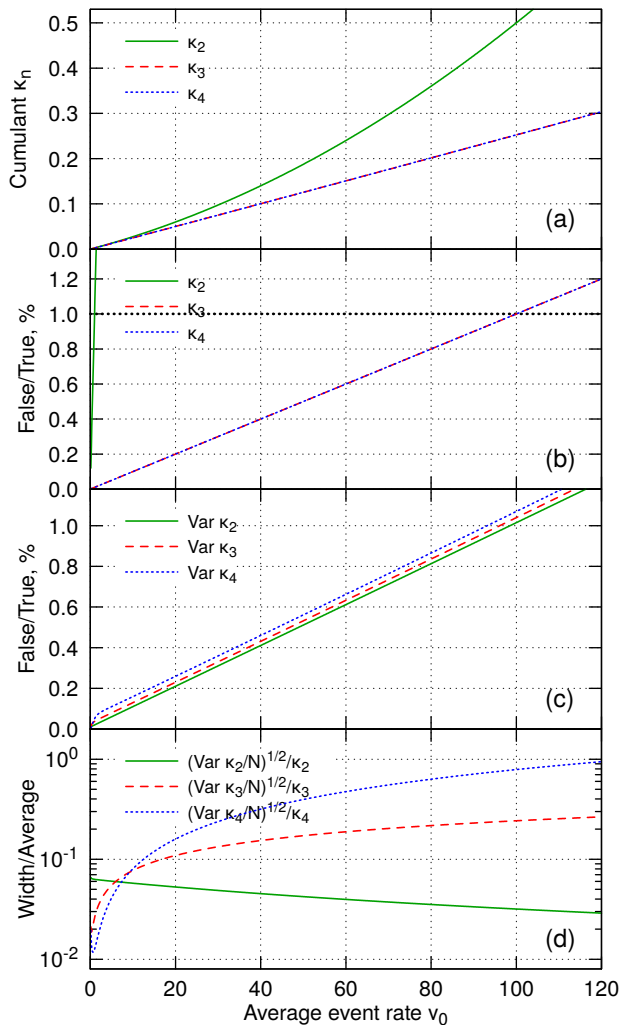 0.5
0.4
0.3
0.2
0.1
0.0
Cumulant κn
κ2
κ3
κ4
(a)
1.2
1.0
0.8
0.6
0.4
0.2
0.0
False/True, %
κ2
κ3
κ4
(b)
1.0
0.8
0.6
0.4
0.2
0.0
False/True, %
Var κ2
Var κ3
Var κ4
(c)
10^0
10^-1
10^-2
Width/Average
(Var κ2/N)^1/2/κ2
(Var κ3/N)^1/2/κ3
(Var κ4/N)^1/2/κ4
(d)
0 20 40 60 80 100 120
Average event rate ν0